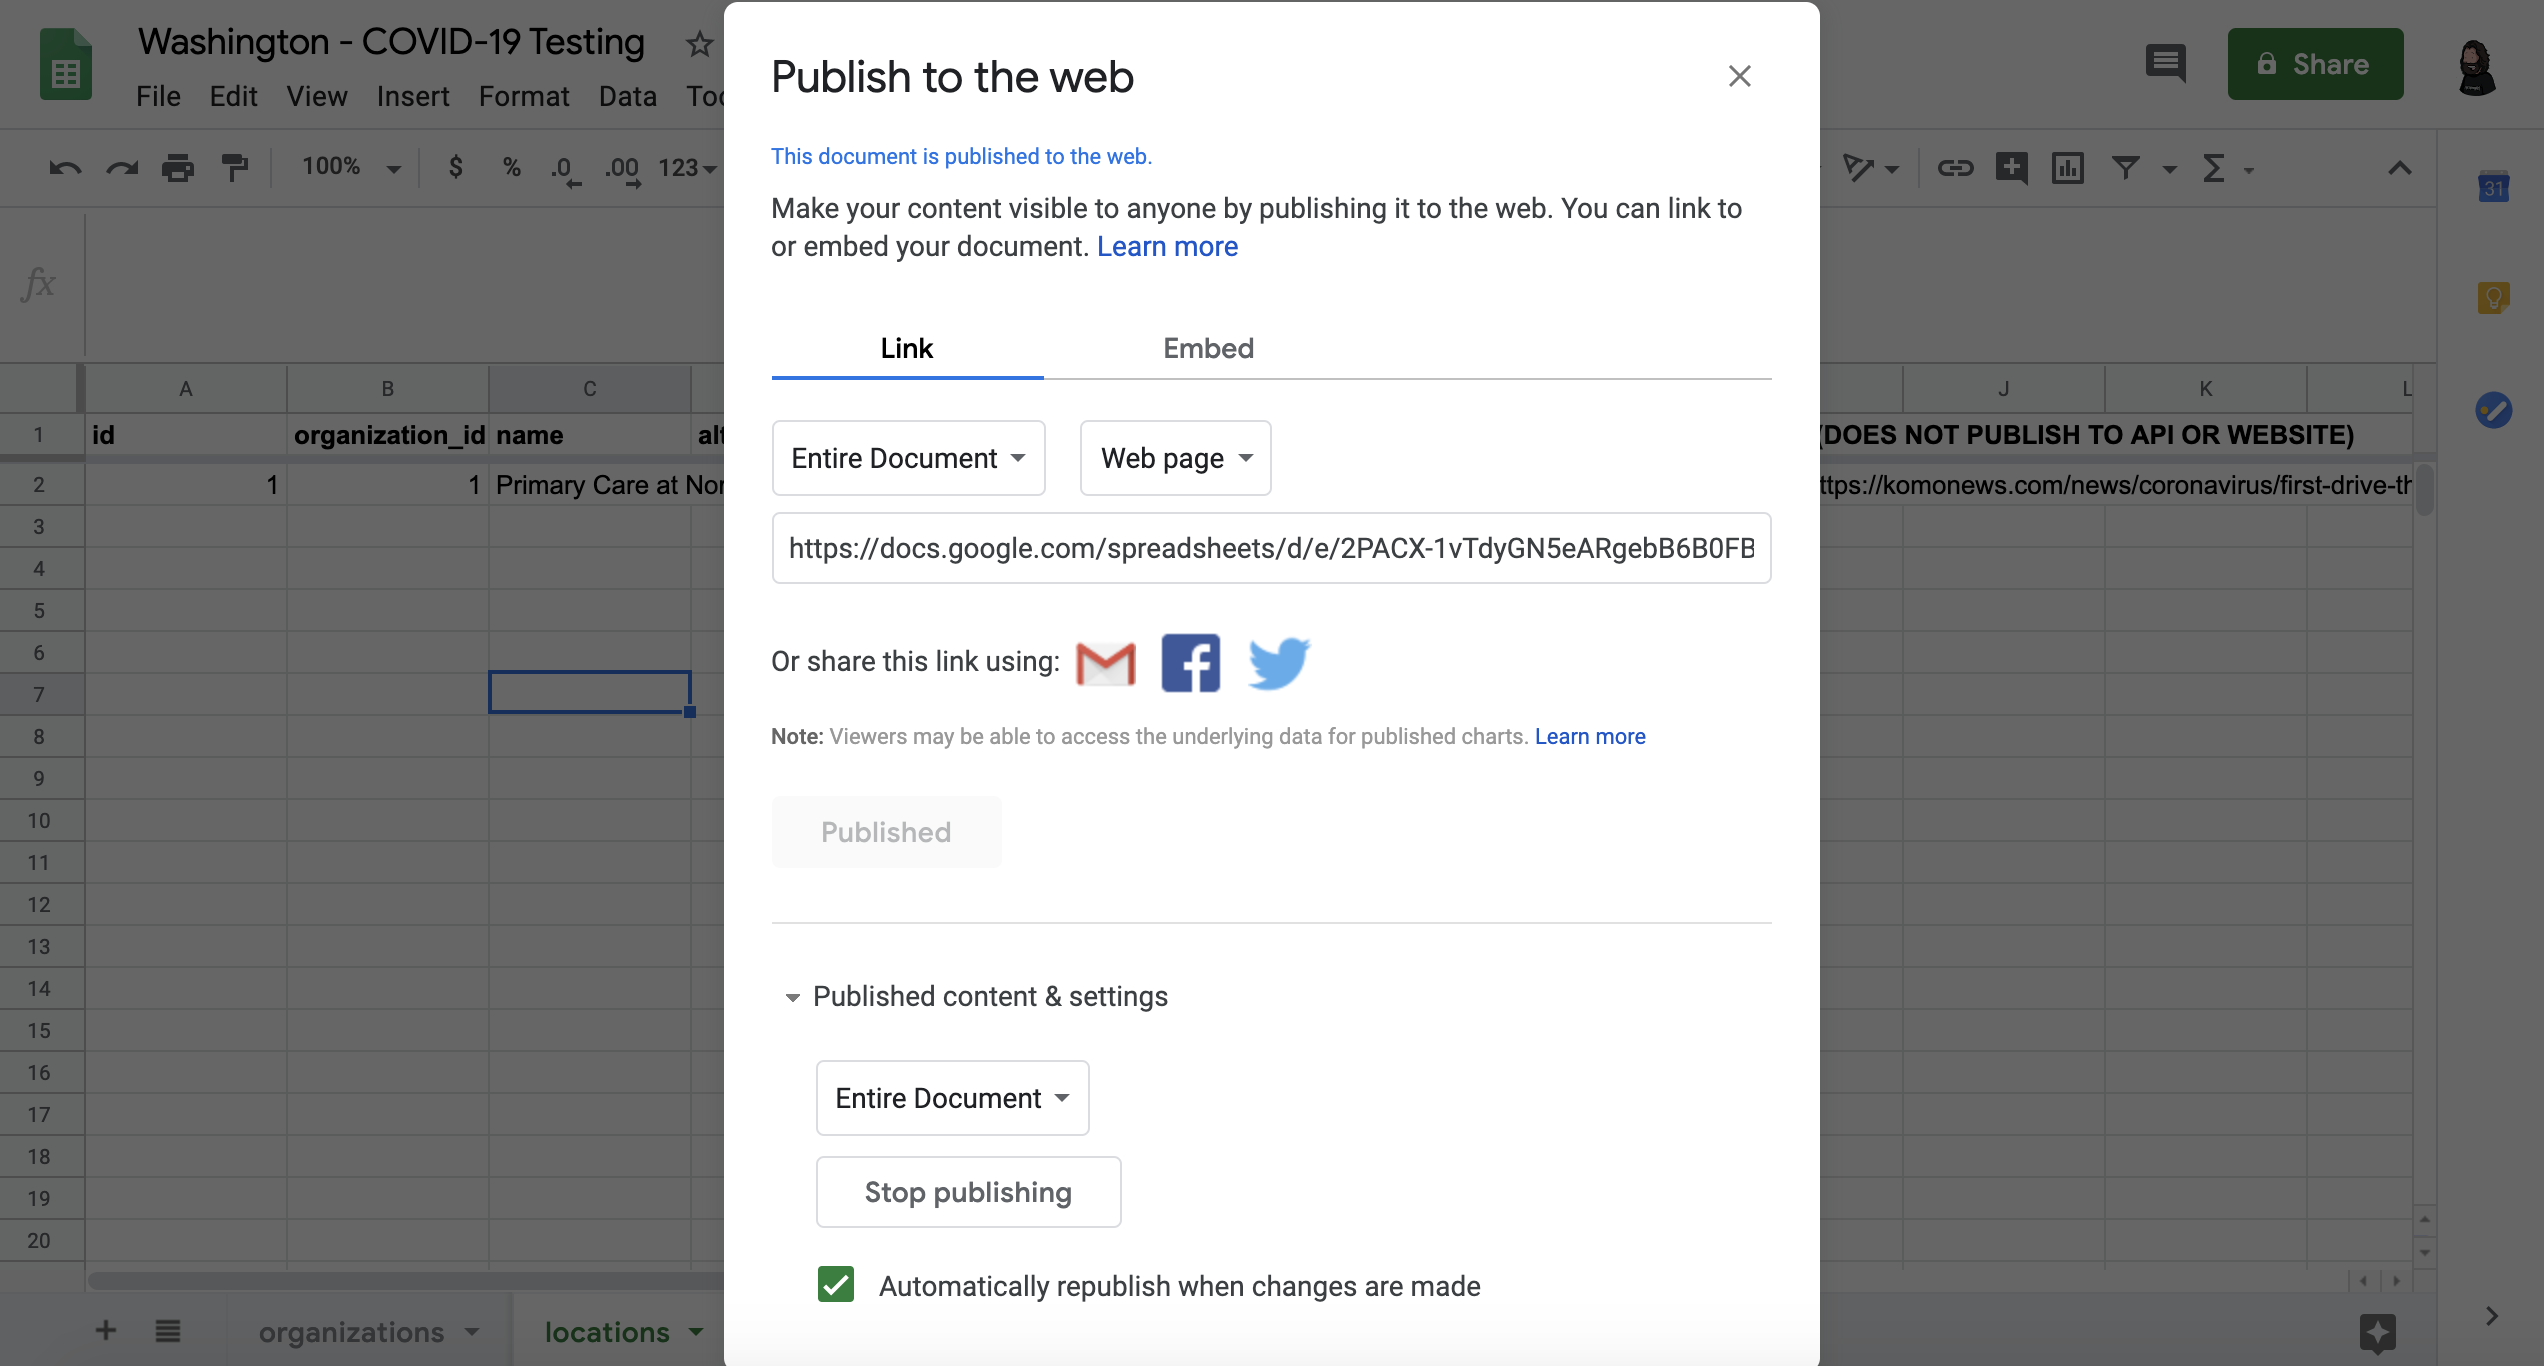 Washington - COVID-19 Testing
File Edit View Insert Format Data
Share
100% $ % .0 .00 123
31
fx
Publish to the web
This document is published to the web.
Make your content visible to anyone by publishing it to the web. You can link to
or embed your document. Learn more
Link Embed
Entire Document Web page
https://docs.google.com/spreadsheets/d/e/2PACX-1vTdyGN5eARgebB6B0FB
Or share this link using:
Note: Viewers may be able to access the underlying data for published charts. Learn more
Published
Published content & settings
Entire Document
Stop publishing
Automatically republish when changes are made
A B C J K L
1 id organization_id name (DOES NOT PUBLISH TO API OR WEBSITE)
2 1 1 Primary Care at ttps://komonews.com/news/coronavirus/first-drive-th
3
4
5
6
7
8
9
10
11
12
13
14
15
16
17
18
19
20
organizations locations